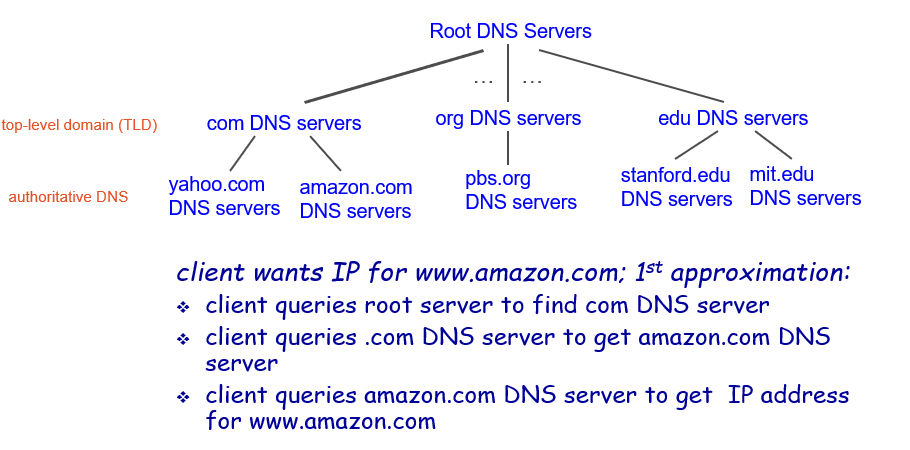 Root DNS Servers
… …
top-level domain (TLD)
com DNS servers
org DNS servers
edu DNS servers
authoritative DNS
yahoo.com
DNS servers
amazon.com
DNS servers
pbs.org
DNS servers
stanford.edu
DNS servers
mit.edu
DNS servers
client wants IP for www.amazon.com; 1st approximation:
❖ client queries root server to find com DNS server
❖ client queries .com DNS server to get amazon.com DNS
server
❖ client queries amazon.com DNS server to get IP address
for www.amazon.com